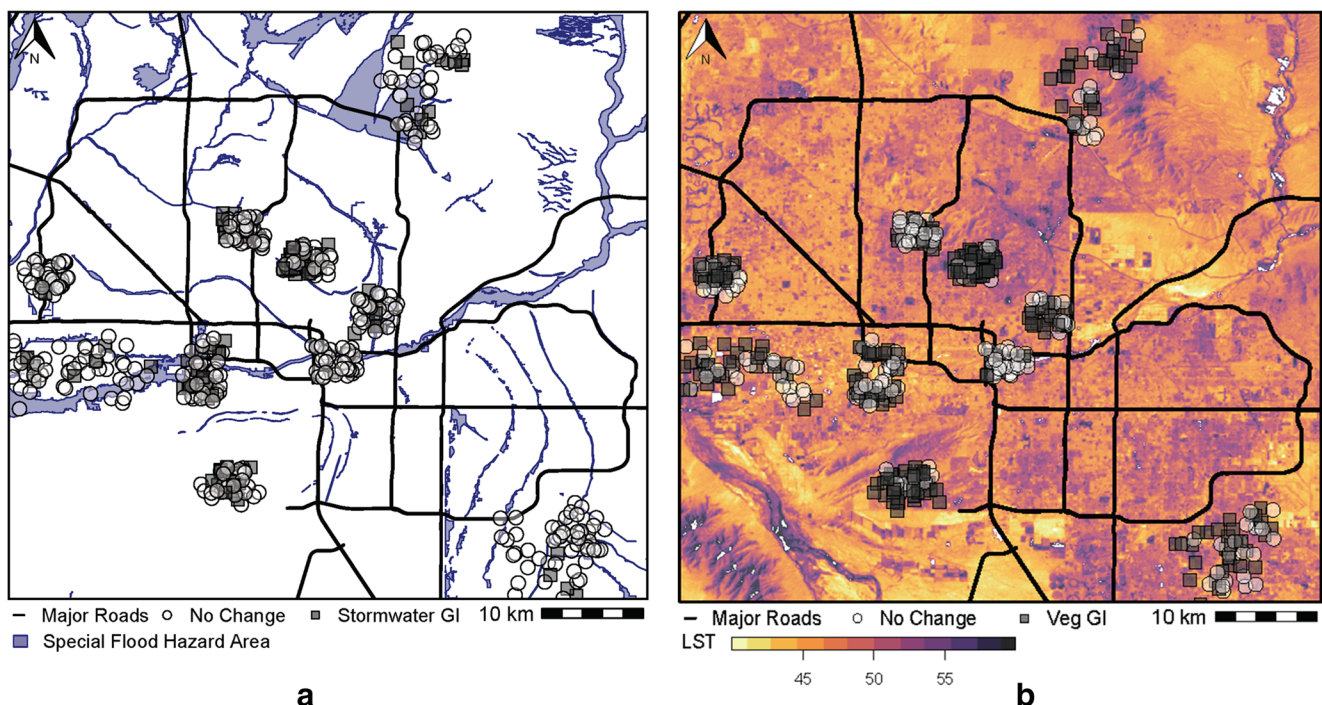 N
N
Major Roads No Change Stormwater GI 10 km
Special Flood Hazard Area
Major Roads No Change Veg GI 10 km
LST
45 50 55
a
b